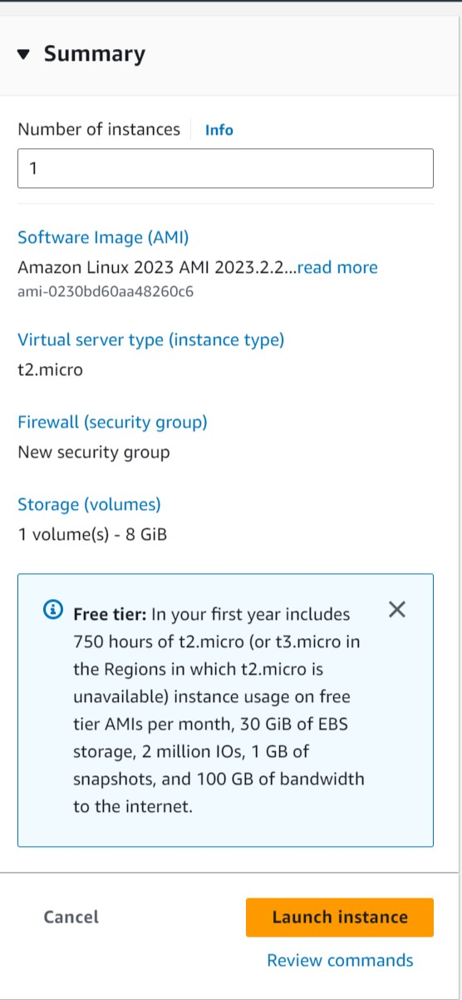 Summary
Number of instances Info
1
Software Image (AMI)
Amazon Linux 2023 AMI 2023.2.2...read more
ami-0230bd60aa48260c6
Virtual server type (instance type)
t2.micro
Firewall (security group)
New security group
Storage (volumes)
1 volume(s) - 8 GiB
Free tier: In your first year includes
750 hours of t2.micro (or t3.micro in
the Regions in which t2.micro is
unavailable) instance usage on free
tier AMIs per month, 30 GiB of EBS
storage, 2 million IOs, 1 GB of
snapshots, and 100 GB of bandwidth
to the internet.
Cancel
Launch instance
Review commands